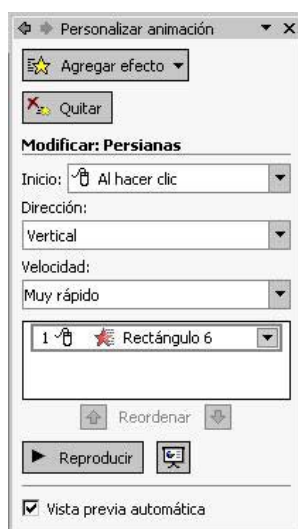 Personalizar animación
Agregar efecto
Quitar
Modificar: Persianas
Inicio: Al hacer clic
Dirección:
Vertical
Velocidad:
Muy rápido
1 Rectángulo 6
Reordenar
Reproducir
Vista previa automática